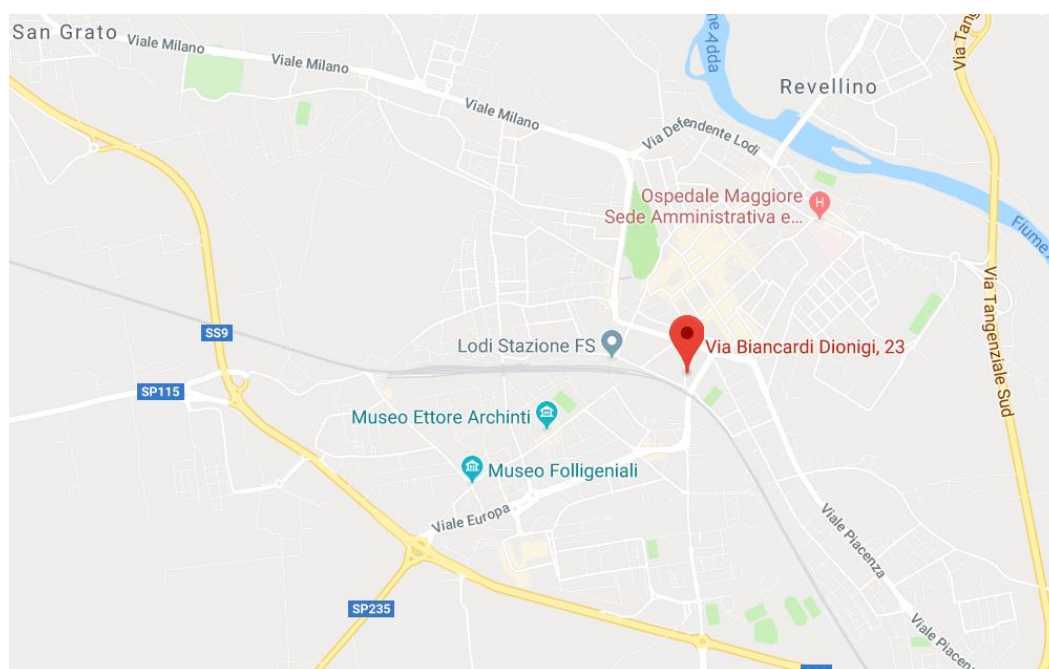 San Grato
Viale Milano
Viale Milano
Viale Milano
Via Defendente Lodi
Revellino
Ospedale Maggiore
Sede Amministrativa e...
H
Via Tangenziale Sud
Lodi Stazione FS
Via Biancardi Dionigi, 23
SS9
SP115
Museo Ettore Archinti
Museo Folligeniali
Viale Europa
Viale Piacenza
SP235